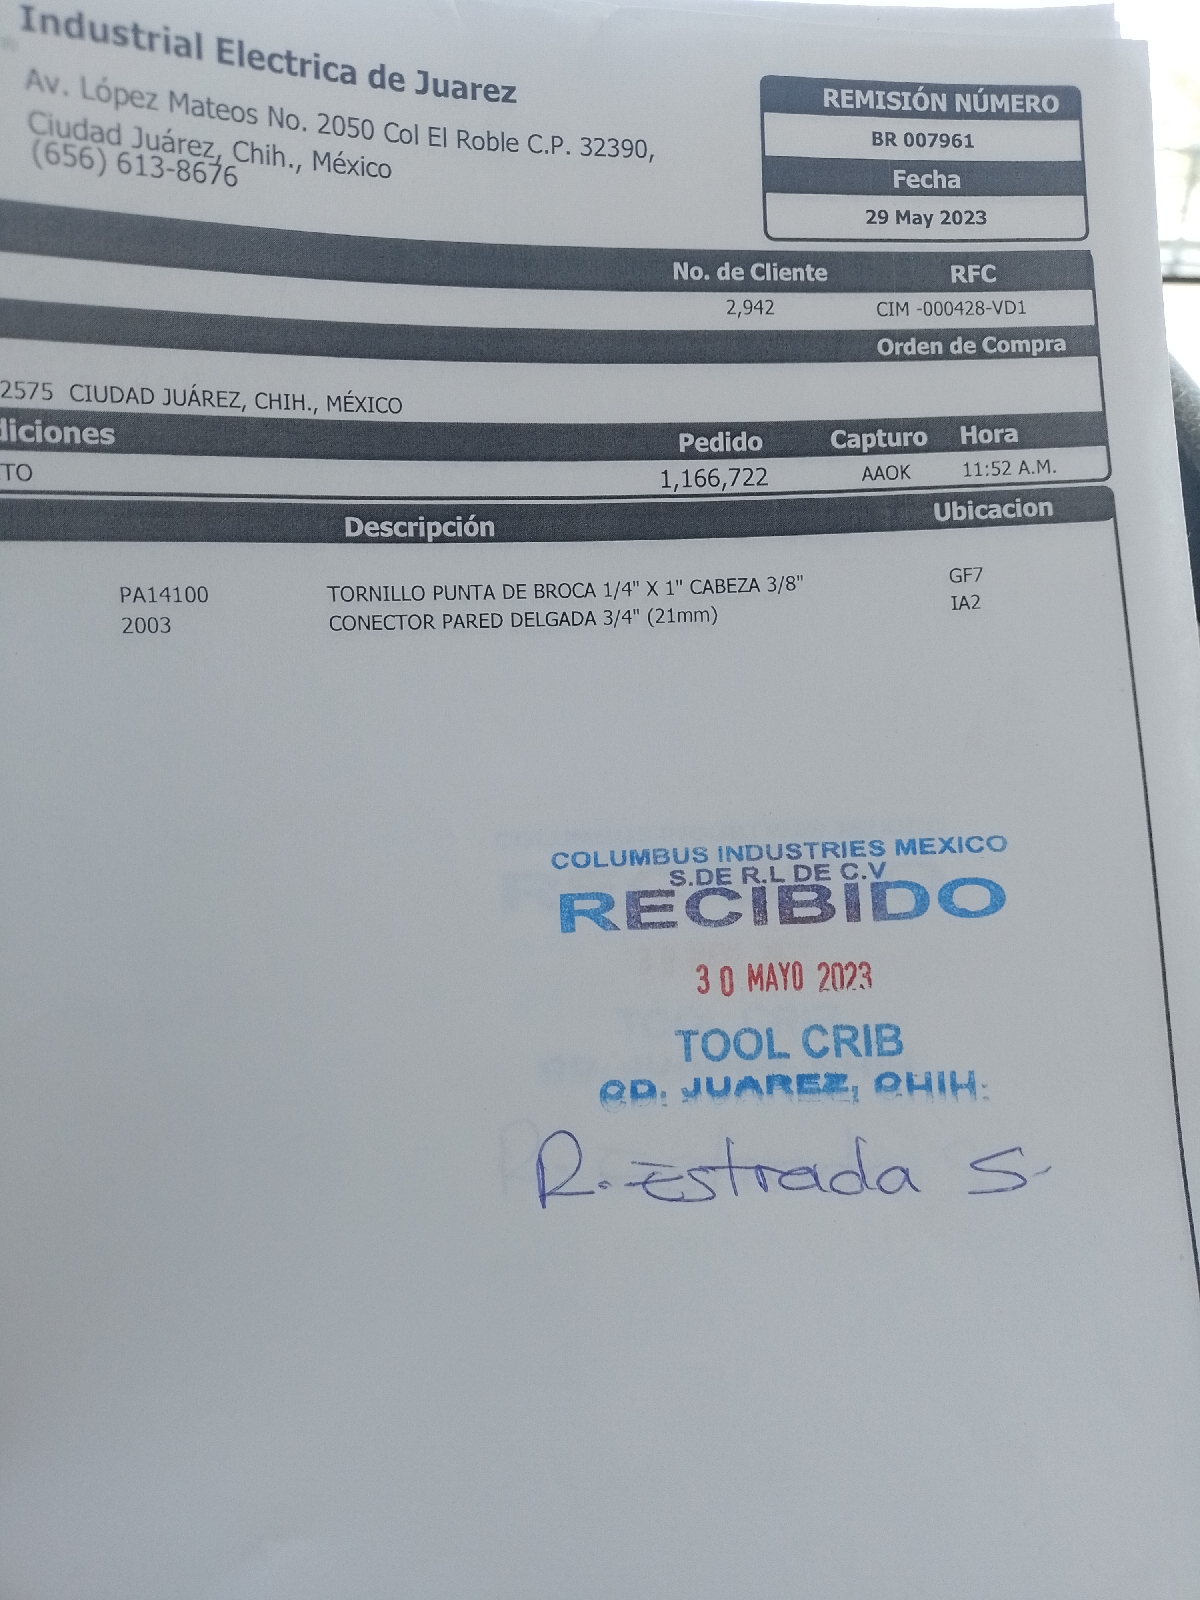 Industrial Electrica de Juarez
Av. López Mateos No. 2050 Col El Roble C.P. 32390,
Ciudad Juárez, Chih., México
(656) 613-8676
REMISIÓN NÚMERO
BR 007961
Fecha
29 May 2023
No. de Cliente RFC
2,942 CIM -000428-VD1
Orden de Compra
2575 CIUDAD JUÁREZ, CHIH., MÉXICO
diciones Pedido Capturo Hora
TO 1,166,722 AAOK 11:52 A.M.
Descripción Ubicacion
PA14100 TORNILLO PUNTA DE BROCA 1/4" X 1" CABEZA 3/8" GF7
2003 CONECTOR PARED DELGADA 3/4" (21mm) IA2
COLUMBUS INDUSTRIES MEXICO
S.DE R.L DE C.V
RECIBIDO
30 MAYO 2023
TOOL CRIB
CD. JUAREZ, CHIH.
R. Estrada S.